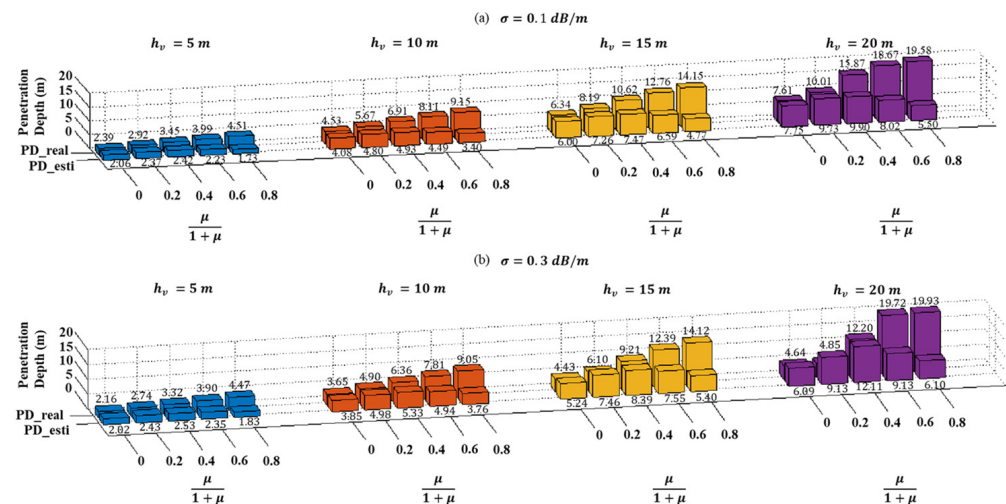 (a) σ = 0.1 dB/m
h_v = 5 m h_v = 10 m h_v = 15 m h_v = 20 m
Penetration Depth (m)
20
15
10
5
0
PD_real
PD_esti
2.39 2.92 3.45 3.99 4.51
2.06 2.37 2.42 2.23 1.73
4.53 5.67 6.91 8.11 9.15
4.08 4.80 4.93 4.49 3.40
6.34 8.19 10.62 12.76 14.15
6.00 7.26 7.47 6.59 4.77
7.61 10.01 15.87 18.67 19.58
7.75 9.73 9.90 8.02 5.50
0 0.2 0.4 0.6 0.8 0 0.2 0.4 0.6 0.8 0 0.2 0.4 0.6 0.8 0 0.2 0.4 0.6 0.8
μ/(1 + μ) μ/(1 + μ) μ/(1 + μ) μ/(1 + μ)
(b) σ = 0.3 dB/m
h_v = 5 m h_v = 10 m h_v = 15 m h_v = 20 m
Penetration Depth (m)
20
15
10
5
0
PD_real
PD_esti
2.16 2.74 3.32 3.90 4.47
2.02 2.43 2.53 2.35 1.83
3.65 4.90 6.36 7.81 9.05
3.85 4.98 5.33 4.94 3.76
4.43 6.10 9.21 12.39 14.12
5.24 7.46 8.39 7.55 5.40
4.64 4.85 12.20 19.72 19.93
6.09 9.13 12.11 9.13 6.10
0 0.2 0.4 0.6 0.8 0 0.2 0.4 0.6 0.8 0 0.2 0.4 0.6 0.8 0 0.2 0.4 0.6 0.8
μ/(1 + μ) μ/(1 + μ) μ/(1 + μ) μ/(1 + μ)